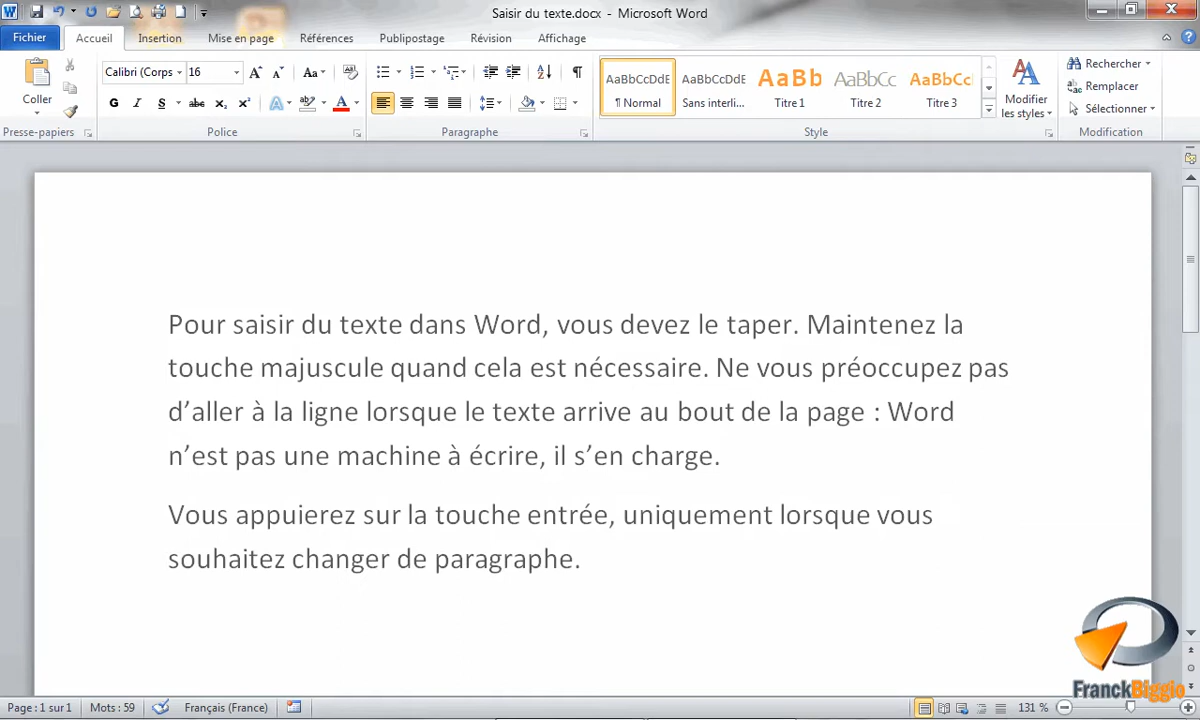 Saisir du texte.docx - Microsoft Word
Fichier Accueil Insertion Mise en page Références Publipostage Révision Affichage
Coller
Calibri (Corps 16
Aa
G I S abc x₂ x²
AaBbCcDdE AaBbCcDdE AaBb AaBbCc AaBbCc
¶ Normal Sans interli... Titre 1 Titre 2 Titre 3
Modifier les styles
Rechercher
Remplacer
Sélectionner
Presse-papiers Police Paragraphe Style Modification
Pour saisir du texte dans Word, vous devez le taper. Maintenez la
touche majuscule quand cela est nécessaire. Ne vous préoccupez pas
d’aller à la ligne lorsque le texte arrive au bout de la page : Word
n’est pas une machine à écrire, il s’en charge.
Vous appuierez sur la touche entrée, uniquement lorsque vous
souhaitez changer de paragraphe.
FranckBiggio
Page : 1 sur 1 Mots : 59 Français (France) 131 %